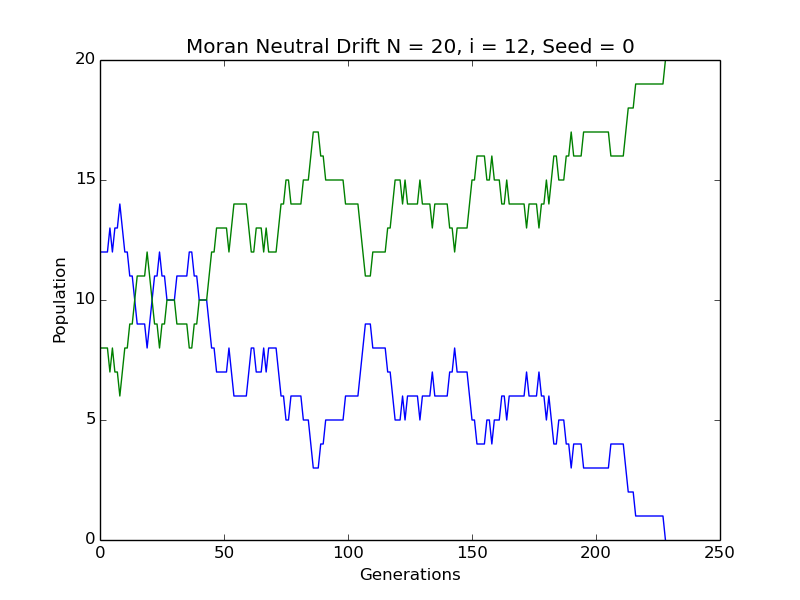 Moran Neutral Drift N = 20, i = 12, Seed = 0
20
15
10
5
0
Population
0 50 100 150 200 250
Generations